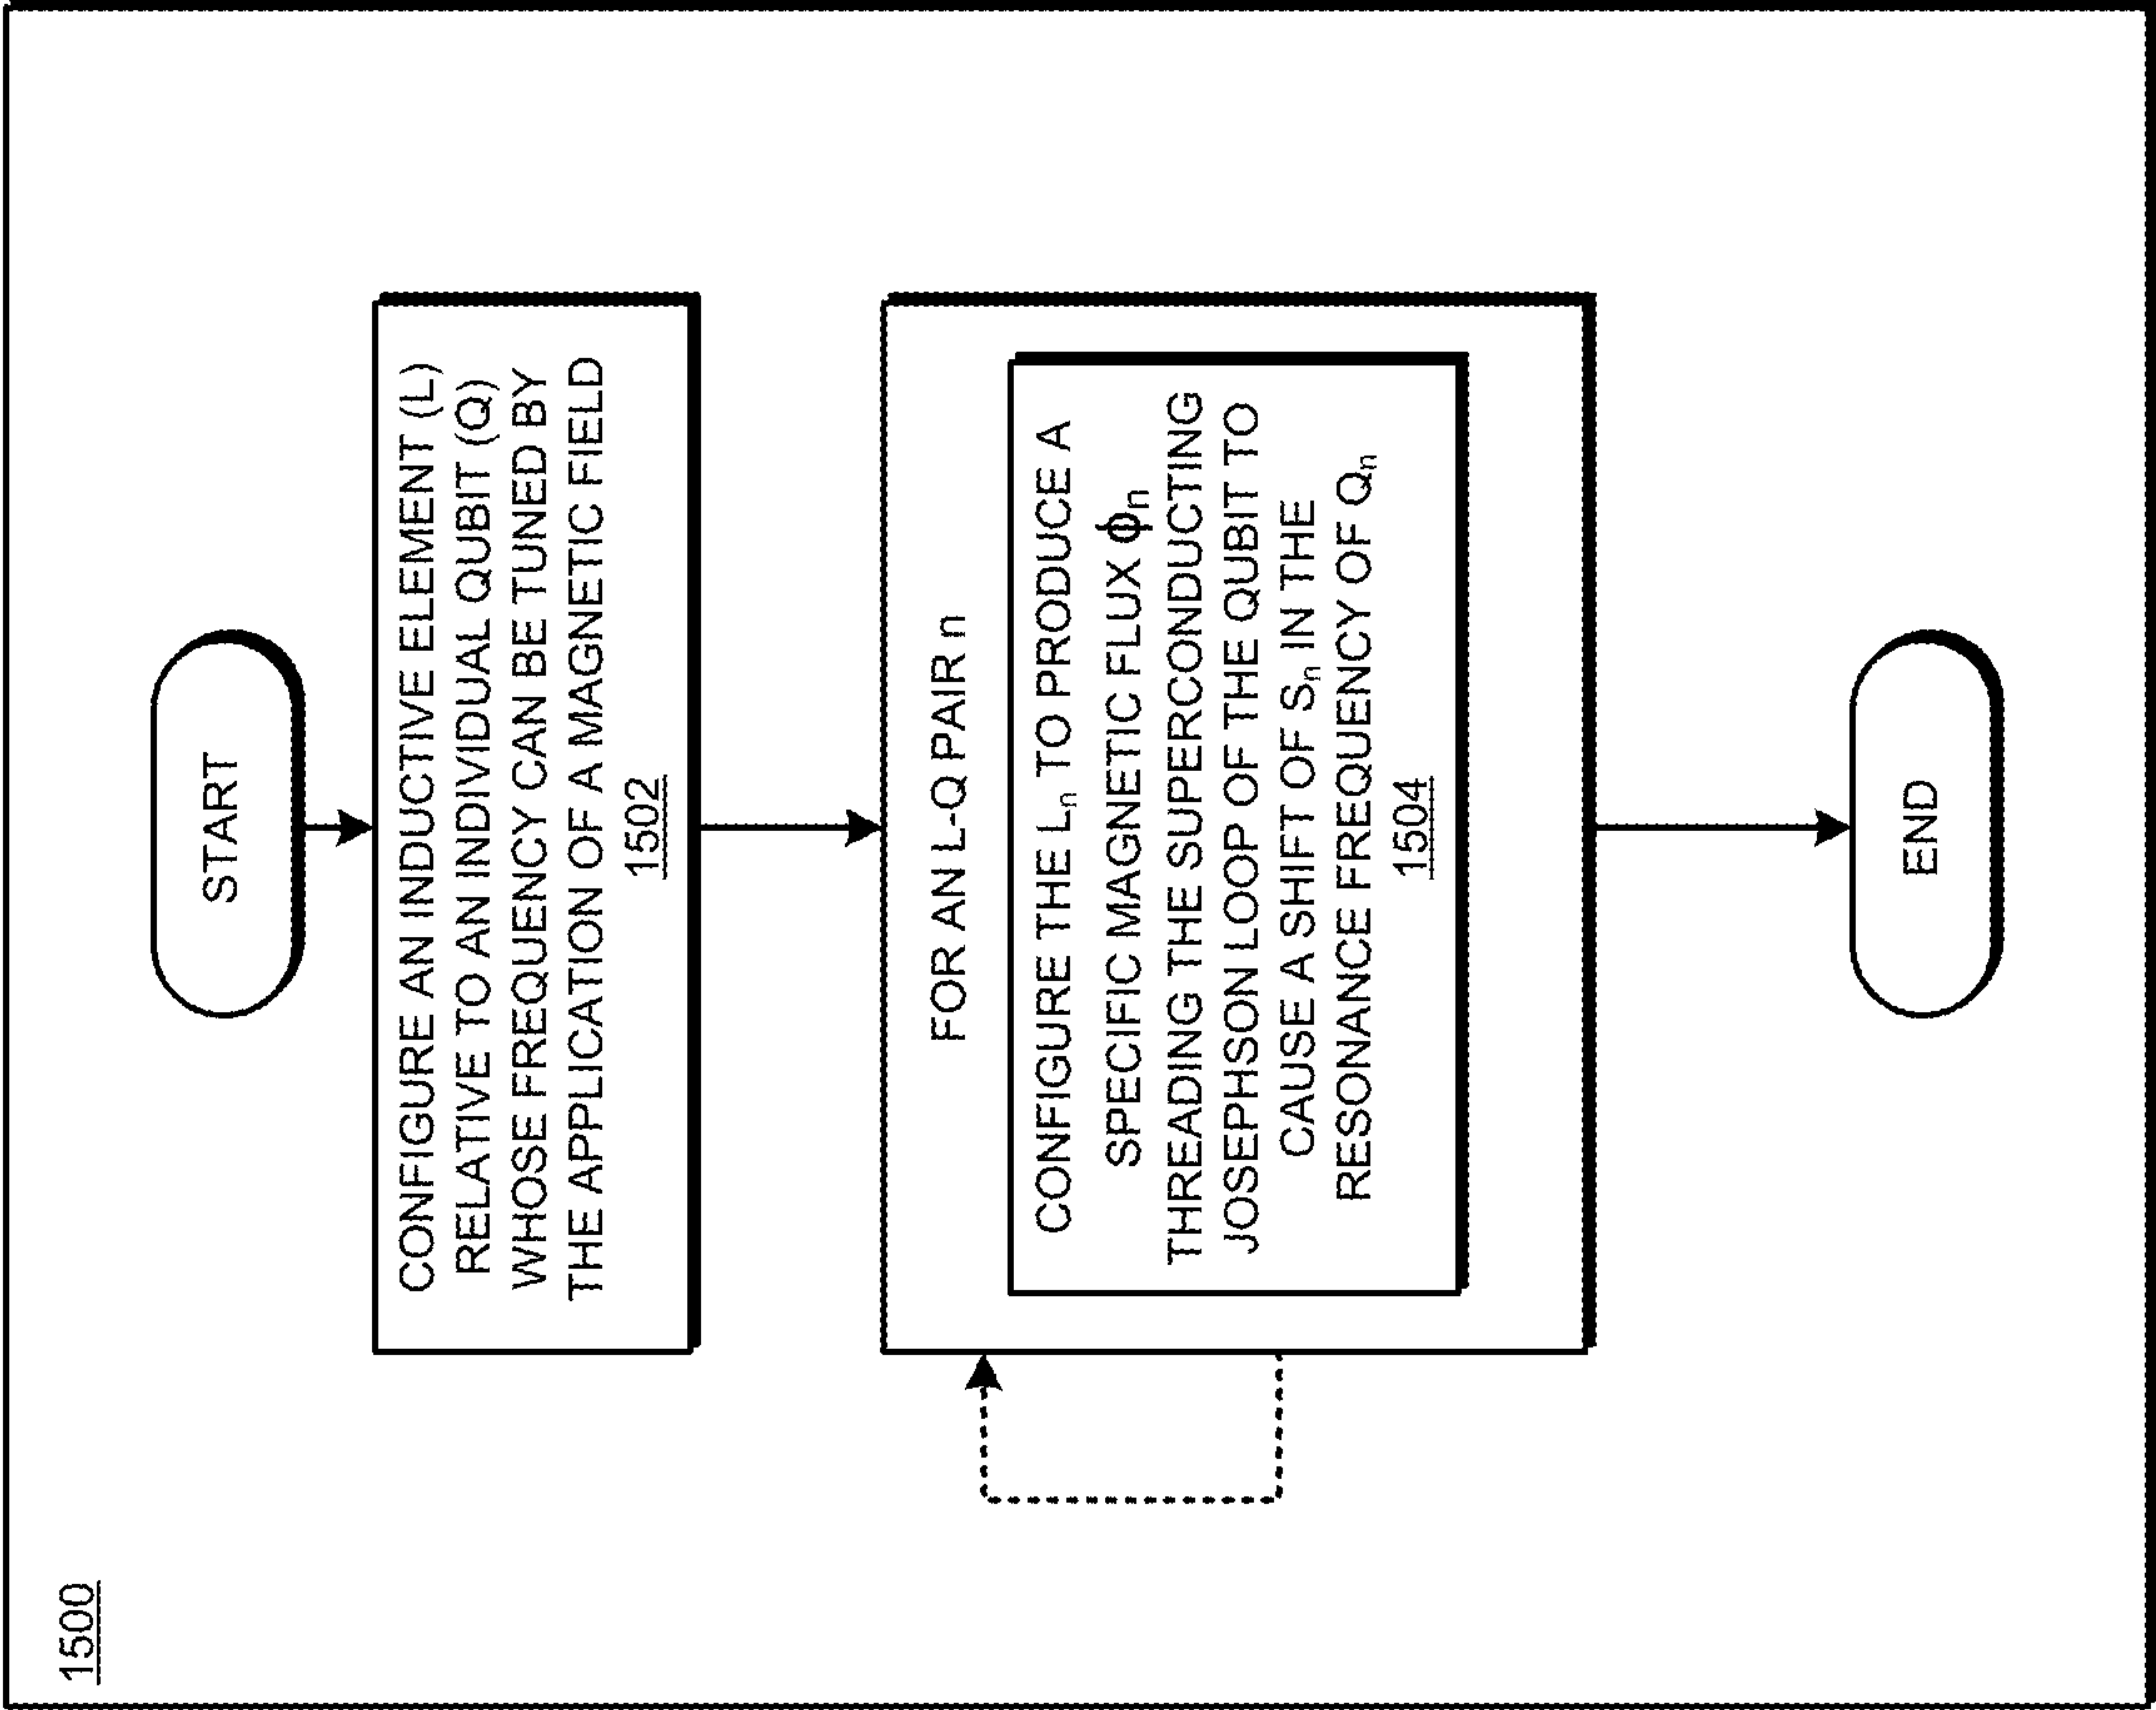 1500
START
CONFIGURE AN INDUCTIVE ELEMENT (L)
RELATIVE TO AN INDIVIDUAL QUBIT (Q)
WHOSE FREQUENCY CAN BE TUNED BY
THE APPLICATION OF A MAGNETIC FIELD
1502
FOR AN L-Q PAIR n
CONFIGURE THE Lₙ TO PRODUCE A
SPECIFIC MAGNETIC FLUX ϕₙ
THREADING THE SUPERCONDUCTING
JOSEPHSON LOOP OF THE QUBIT TO
CAUSE A SHIFT OF Sₙ IN THE
RESONANCE FREQUENCY OF Qₙ
1504
END